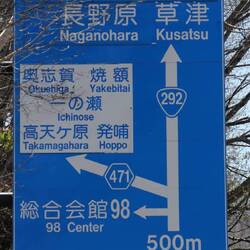 長野原 草津
Naganohara Kusatsu
奥志賀 焼額
Okushiga Yakebitai
一の瀬
Ichinose
高天ケ原 発哺
Takamagahara Hoppo
292
471
総合会館98
98 Center
500m